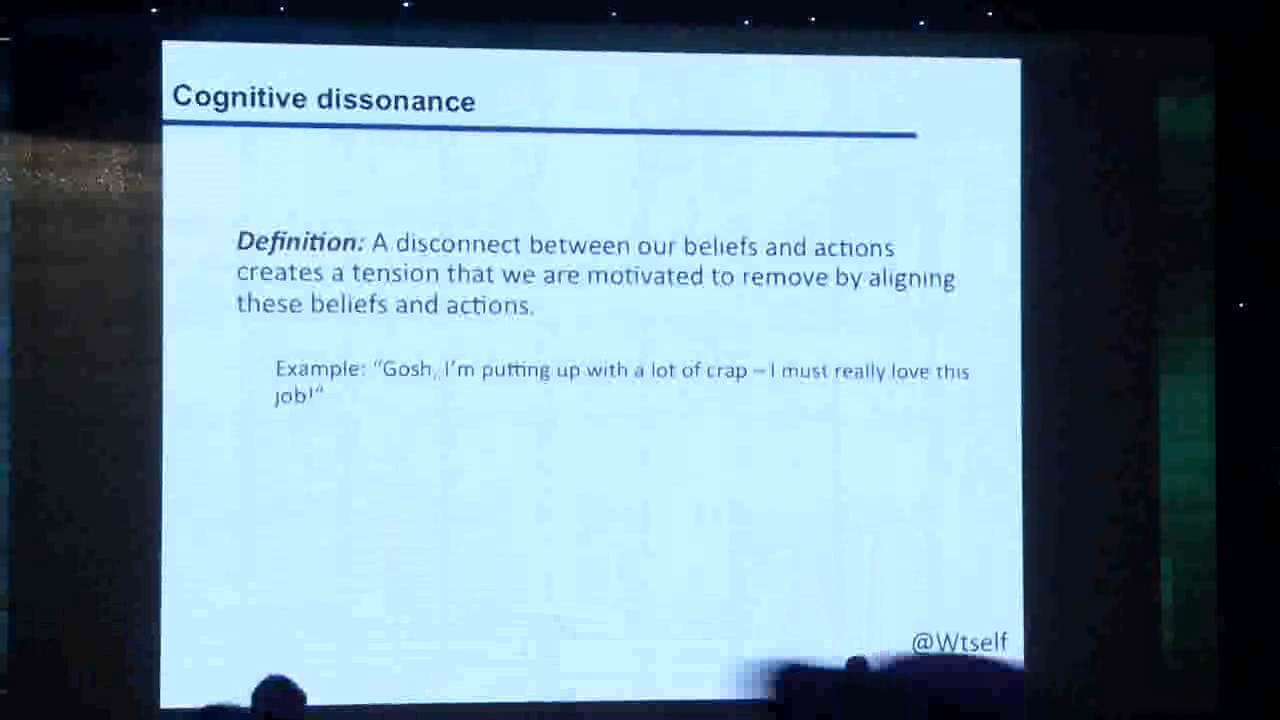 Cognitive dissonance
Definition: A disconnect between our beliefs and actions
creates a tension that we are motivated to remove by aligning
these beliefs and actions.
Example: “Gosh, I’m putting up with a lot of crap – I must really love this
job!“
@Wtself